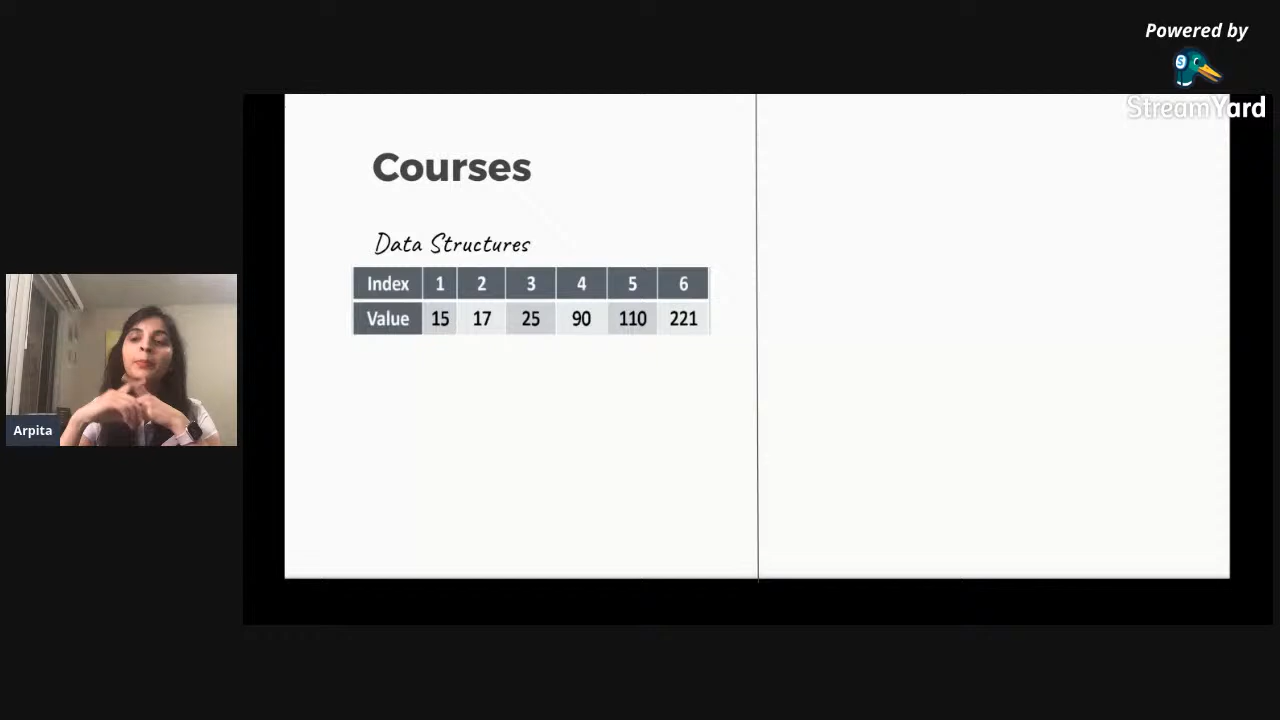 Powered by
StreamYard
Courses
Data Structures
Index 1 2 3 4 5 6
Value 15 17 25 90 110 221
Arpita